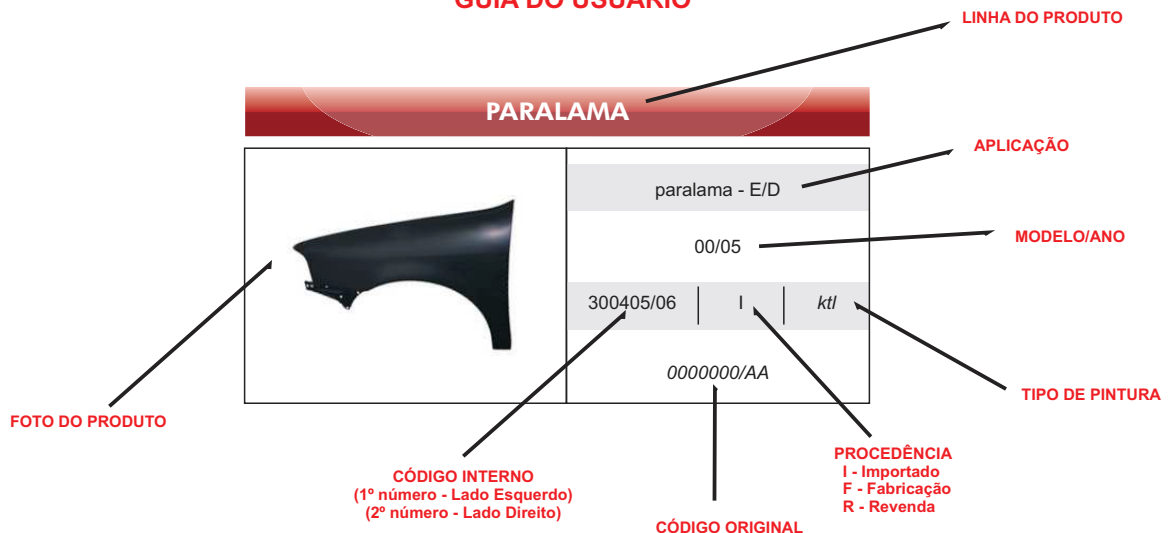 GUIA DO USUÁRIO
LINHA DO PRODUTO
PARALAMA
APLICAÇÃO
paralama - E/D
MODELO/ANO
00/05
300405/06 I ktl
0000000/AA
TIPO DE PINTURA
FOTO DO PRODUTO
PROCEDÊNCIA
I - Importado
F - Fabricação
R - Revenda
CÓDIGO INTERNO
(1º número - Lado Esquerdo)
(2º número - Lado Direito)
CÓDIGO ORIGINAL